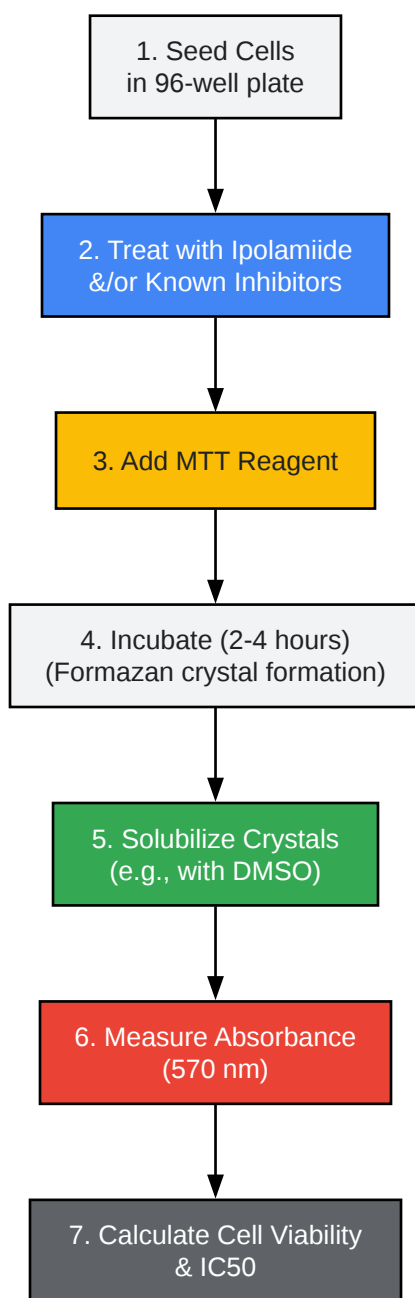 1. Seed Cells
in 96-well plate
2. Treat with Ipolamiide
&/or Known Inhibitors
3. Add MTT Reagent
4. Incubate (2-4 hours)
(Formazan crystal formation)
5. Solubilize Crystals
(e.g., with DMSO)
6. Measure Absorbance
(570 nm)
7. Calculate Cell Viability
& IC50